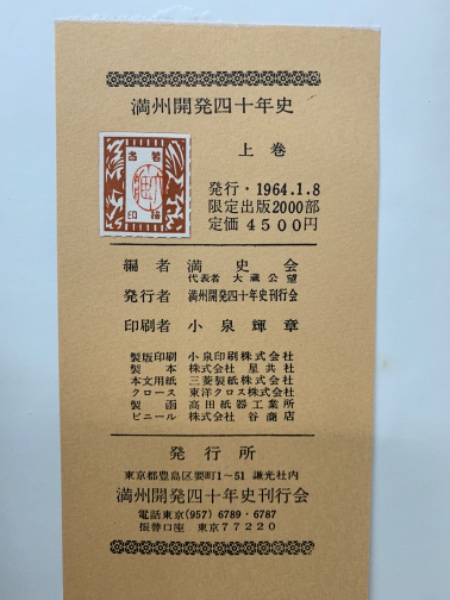 満州開発四十年史
上巻
著者
検印
発行・1964.1.8
限定出版2000部
定価 4500円
編者 満史会
代表者 大蔵公望
発行者 満州開発四十年史刊行会
印刷者 小泉輝章
製版印刷 小泉印刷株式会社
製本 株式会社 星共社
本文用紙 三菱製紙株式会社
クロース 東洋クロス株式会社
製函 高田紙器工業所
ビニール 株式会社 谷商店
発行所
東京都豊島区要町1～51 謙光社内
満州開発四十年史刊行会
電話東京(957) 6789・6787
振替口座 東京77220